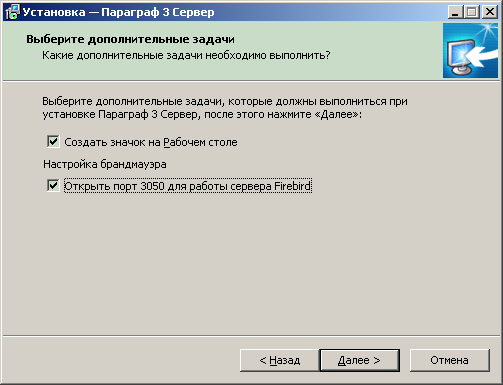 Установка — Параграф 3 Сервер
Выберите дополнительные задачи
Какие дополнительные задачи необходимо выполнить?
Выберите дополнительные задачи, которые должны выполниться при
установке Параграф 3 Сервер, после этого нажмите «Далее»:
Создать значок на Рабочем столе
Настройка брандмауэра
Открыть порт 3050 для работы сервера Firebird
< Назад
Далее >
Отмена